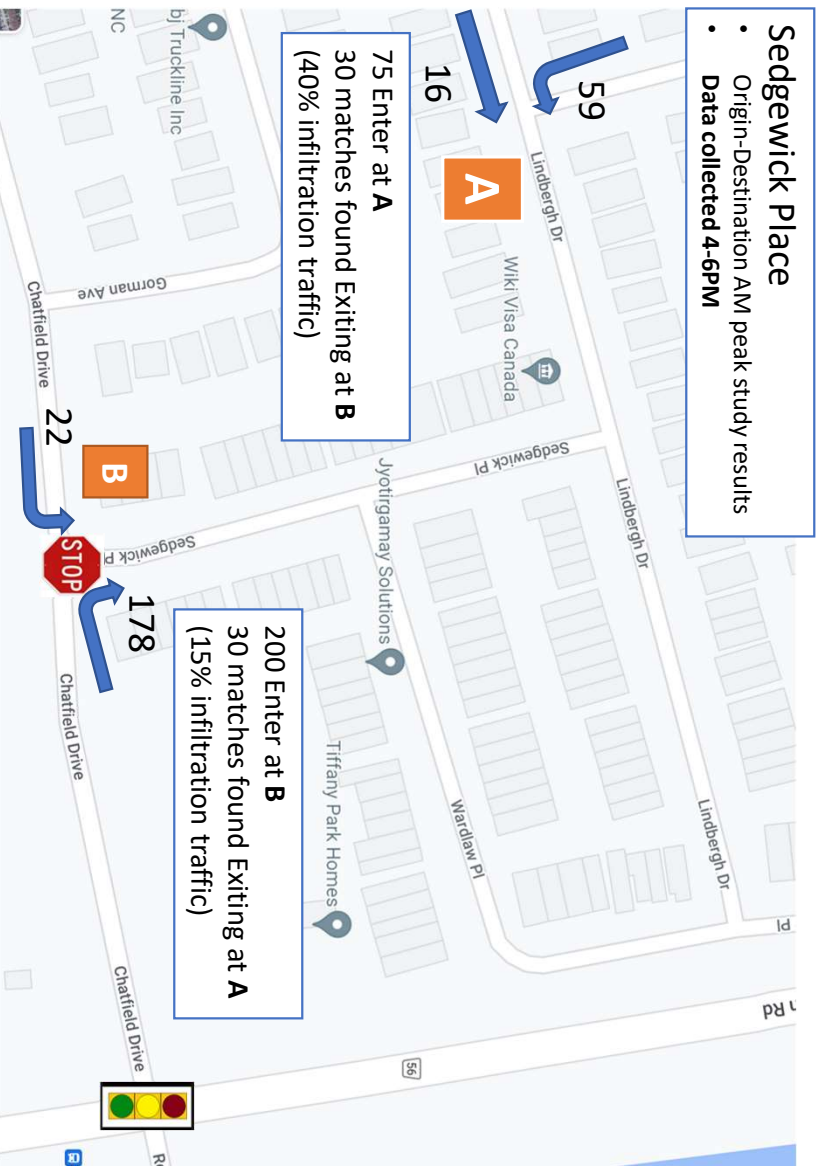 Sedgewick Place
• Origin-Destination AM peak study results
• Data collected 4-6PM
59
16
A
75 Enter at A
30 matches found Exiting at B
(40% infiltration traffic)
22
B
STOP
178
200 Enter at B
30 matches found Exiting at A
(15% infiltration traffic)
Lindbergh Dr
Lindbergh Dr
Lindbergh Dr
Wiki Visa Canada
bj Truckline Inc
NC
Gorman Ave
Sedgewick Pl
Sedgewick P
Jyotirgamay Solutions
Wardlaw Pl
Tiffany Park Homes
Chatfield Drive
Chatfield Drive
Chatfield Drive
Pl
n Rd
56
R